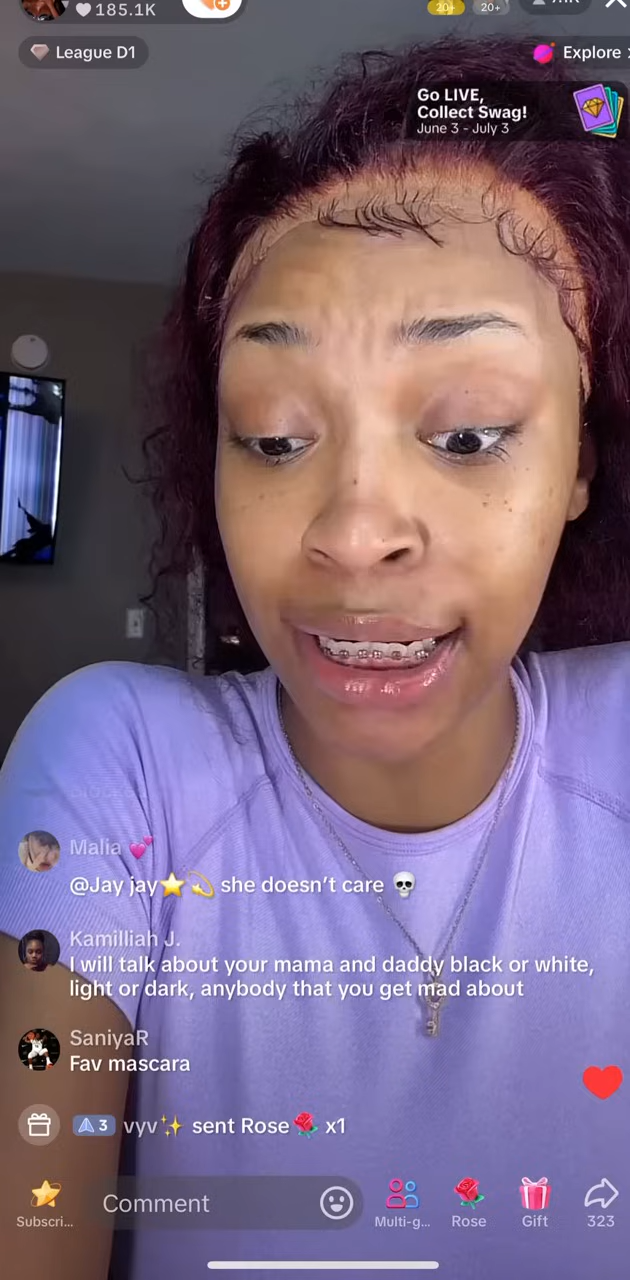 185.1K
20+
20+
League D1
Explore
Go LIVE,
Collect Swag!
June 3 - July 3
Malia 💕
@Jay jay⭐💫 she doesn’t care 💀
Kamilliah J.
I will talk about your mama and daddy black or white,
light or dark, anybody that you get mad about
SaniyaR
Fav mascara
3 vyv✨ sent Rose🌹 x1
Comment
Subscri...
Multi-g...
Rose
Gift
323